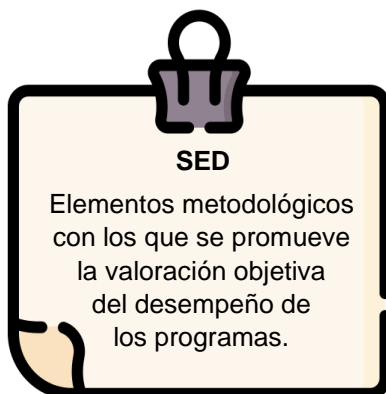 SED
Elementos metodológicos
con los que se promueve
la valoración objetiva
del desempeño de
los programas.